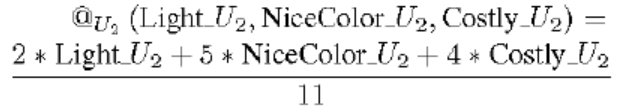 @_{U_2} (Light_U_2, NiceColor_U_2, Costly_U_2) =
2 * Light_U_2 + 5 * NiceColor_U_2 + 4 * Costly_U_2
11